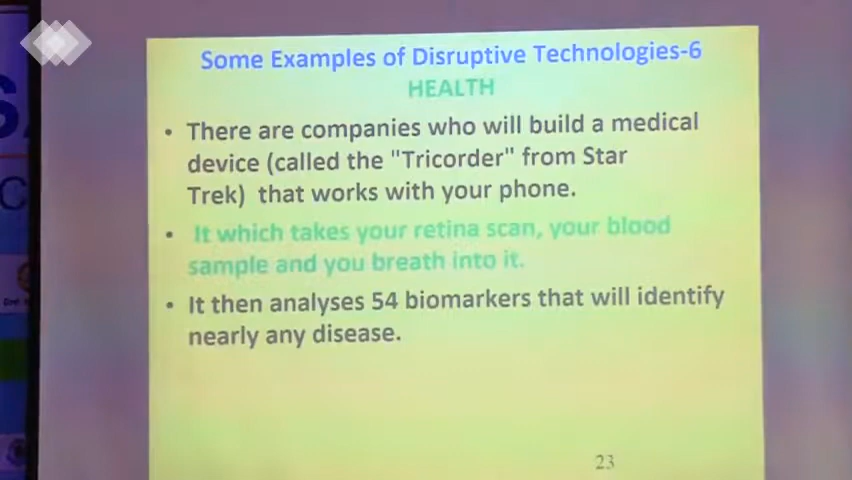 Some Examples of Disruptive Technologies-6
HEALTH
• There are companies who will build a medical
device (called the "Tricorder" from Star
Trek) that works with your phone.
• It which takes your retina scan, your blood
sample and you breath into it.
• It then analyses 54 biomarkers that will identify
nearly any disease.
23